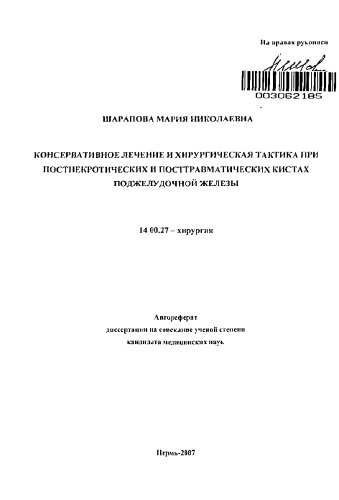 На правах рукописи
003062185
ШАРАПОВА МАРИЯ НИКОЛАЕВНА
КОНСЕРВАТИВНОЕ ЛЕЧЕНИЕ И ХИРУРГИЧЕСКАЯ ТАКТИКА ПРИ
ПОСТНЕКРОТИЧЕСКИХ И ПОСТТРАВМАТИЧЕСКИХ КИСТАХ
ПОДЖЕЛУДОЧНОЙ ЖЕЛЕЗЫ
14 00.27 – хирургия
Автореферат
диссертации на соискание ученой степени
кандидата медицинских наук
Пермь-2007